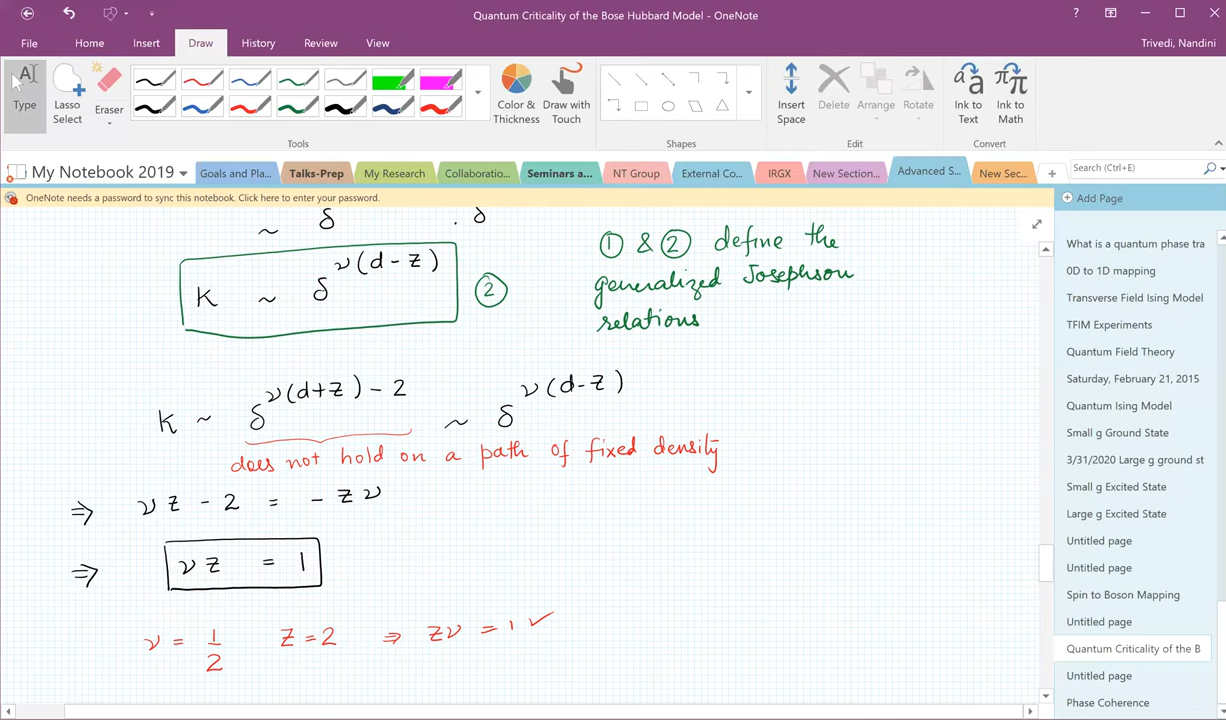 Quantum Criticality of the Bose Hubbard Model - OneNote
?
File
Home
Insert
Draw
History
Review
View
Trivedi, Nandini
Type
Lasso Select
Eraser
Color & Thickness
Draw with Touch
Insert Space
Delete
Arrange
Rotate
Ink to Text
Ink to Math
Tools
Shapes
Edit
Convert
My Notebook 2019
Goals and Pla...
Talks-Prep
My Research
Collaboratio...
Seminars a...
NT Group
External Co...
IRGX
New Section...
Advanced S...
New Sec...
Search (Ctrl+E)
OneNote needs a password to sync this notebook. Click here to enter your password.
~ δ . δ
κ ~ δ^ν(d-z) ②
① & ② define the
generalized Josephson
relations
κ ~ δ^ν(d+z)-2 ~ δ^ν(d-z)
does not hold on a path of fixed density
⇒ νz - 2 = - zν
⇒ νz = 1
ν = 1/2 z = 2 ⇒ zν = 1 ✓
Add Page
What is a quantum phase tra
0D to 1D mapping
Transverse Field Ising Model
TFIM Experiments
Quantum Field Theory
Saturday, February 21, 2015
Quantum Ising Model
Small g Ground State
3/31/2020 Large g ground st
Small g Excited State
Large g Excited State
Untitled page
Untitled page
Spin to Boson Mapping
Untitled page
Quantum Criticality of the B
Untitled page
Phase Coherence